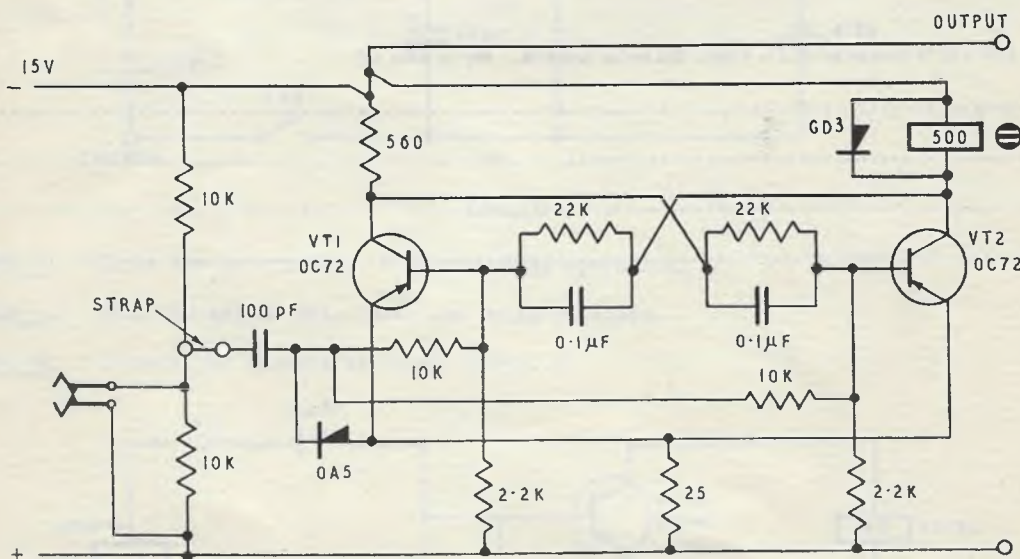 OUTPUT
15V
−
560
GD3
500
10K
22K
22K
VT1
OC72
VT2
OC72
STRAP
100 pF
0·1µF
0·1µF
10K
10K
OA5
10K
2·2K
25
2·2K
+